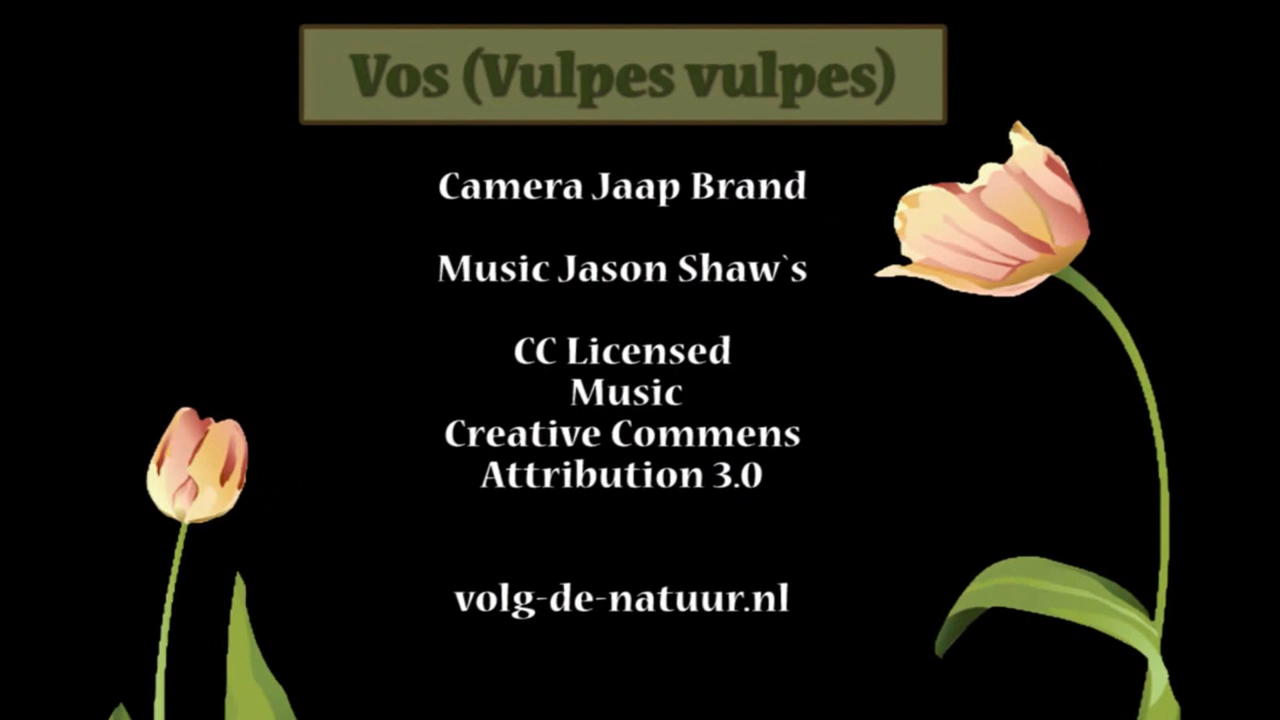 Vos (Vulpes vulpes)
Camera Jaap Brand
Music Jason Shaw`s
CC Licensed
Music
Creative Commens
Attribution 3.0
volg-de-natuur.nl